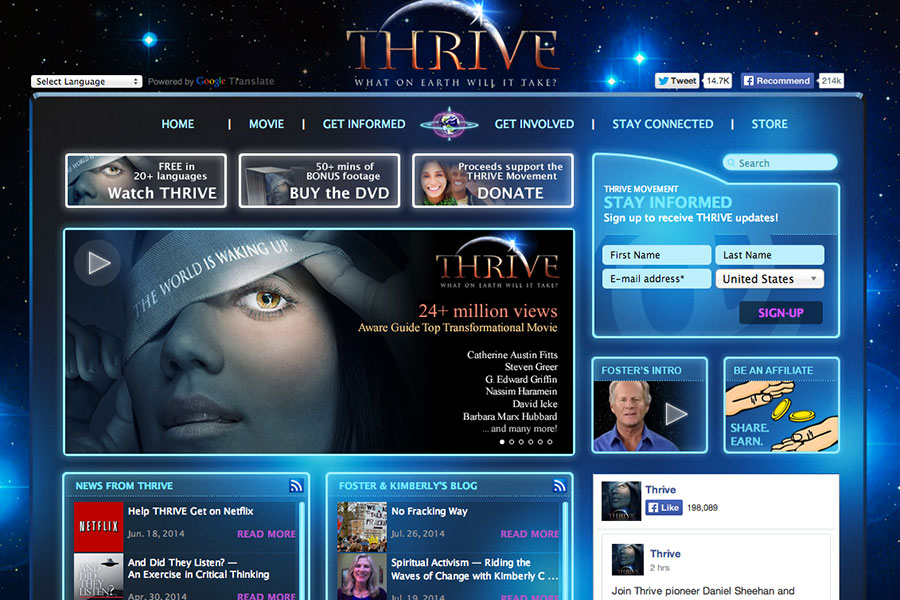 THRIVE
WHAT ON EARTH WILL IT TAKE?
Select Language
Powered by Google Translate
Tweet 14.7K
Recommend 214k
HOME | MOVIE | GET INFORMED GET INVOLVED | STAY CONNECTED | STORE
FREE in
20+ languages
Watch THRIVE
50+ mins of
BONUS footage
BUY the DVD
Proceeds support the
THRIVE Movement
DONATE
Search
THRIVE MOVEMENT
STAY INFORMED
Sign up to receive THRIVE updates!
First Name
Last Name
E-mail address*
United States
SIGN-UP
THE WORLD IS WAKING UP.
THRIVE
WHAT ON EARTH WILL IT TAKE?
24+ million views
Aware Guide Top Transformational Movie
Catherine Austin Fitts
Steven Greer
G. Edward Griffin
Nassim Haramein
David Icke
Barbara Marx Hubbard
... and many more!
FOSTER'S INTRO
BE AN AFFILIATE
SHARE.
EARN.
NEWS FROM THRIVE
NETFLIX
Help THRIVE Get on Netflix
Jun. 18, 2014
READ MORE
AND
DID THEY
LISTEN?
And Did They Listen? —
An Exercise in Critical Thinking
Apr. 30, 2014
READ MORE
FOSTER & KIMBERLY'S BLOG
No Fracking Way
Jul. 26, 2014
READ MORE
Spiritual Activism — Riding the
Waves of Change with Kimberly C ...
Jul. 19, 2014
READ MORE
Thrive
Like 198,089
Thrive
2 hrs
Join Thrive pioneer Daniel Sheehan and